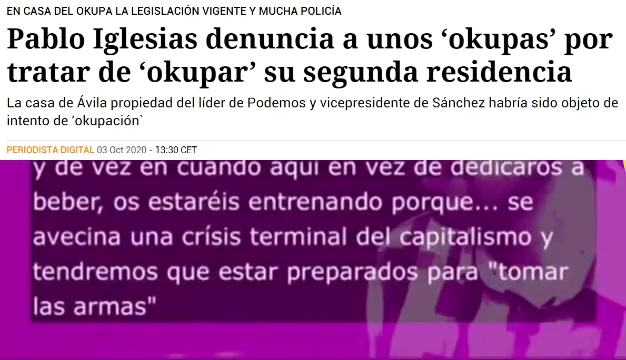 EN CASA DEL OKUPA LA LEGISLACIÓN VIGENTE Y MUCHA POLICÍA
Pablo Iglesias denuncia a unos ‘okupas’ por
tratar de ‘okupar’ su segunda residencia
La casa de Ávila propiedad del líder de Podemos y vicepresidente de Sánchez habría sido objeto de
intento de ‘okupación`
PERIODISTA DIGITAL 03 Oct 2020 - 13:30 CET
y de vez en cuando aquí en vez de dedicaros a
beber, os estaréis entrenando porque... se
avecina una crísis terminal del capitalismo y
tendremos que estar preparados para "tomar
las armas"